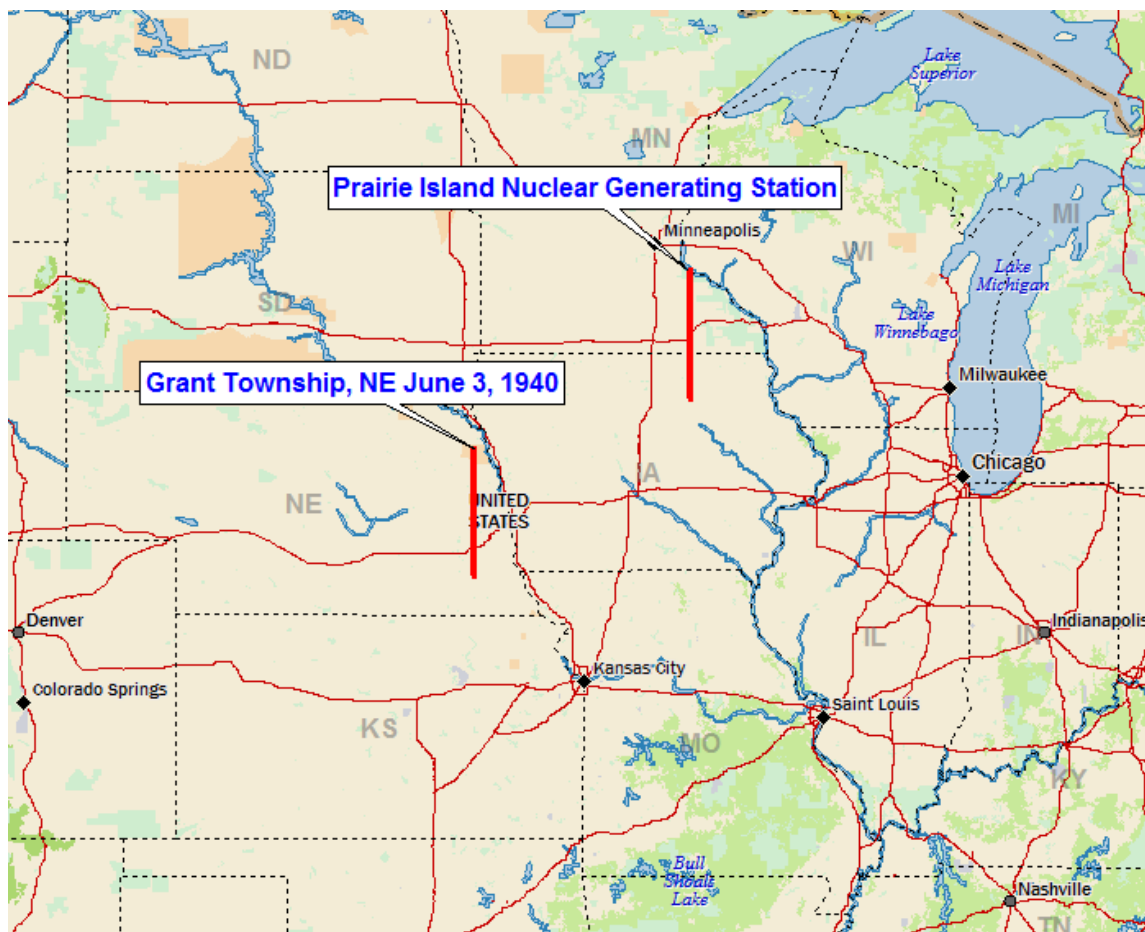 Lake
Superior
ND
MN
Prairie Island Nuclear Generating Station
MI
Minneapolis
WI
Lake
Michigan
SD
Lake
Winnebago
Grant Township, NE June 3, 1940
Milwaukee
Chicago
IA
NE
UNITED
STATES
Denver
Indianapolis
IL
IN
Kansas City
Colorado Springs
Saint Louis
KS
MO
KY
Bull
Shoals
Lake
Nashville
TN